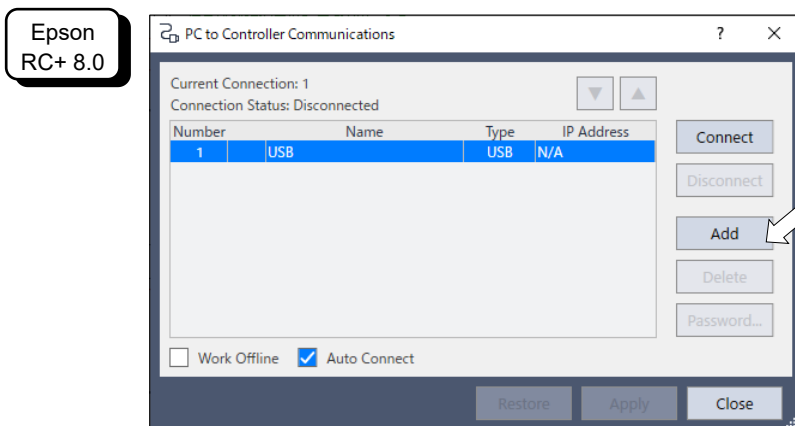 Epson
RC+ 8.0
PC to Controller Communications
?
Current Connection: 1
Connection Status: Disconnected
Number Name Type IP Address
1 USB USB N/A
Connect
Disconnect
Add
Delete
Password...
Work Offline Auto Connect
Restore Apply Close